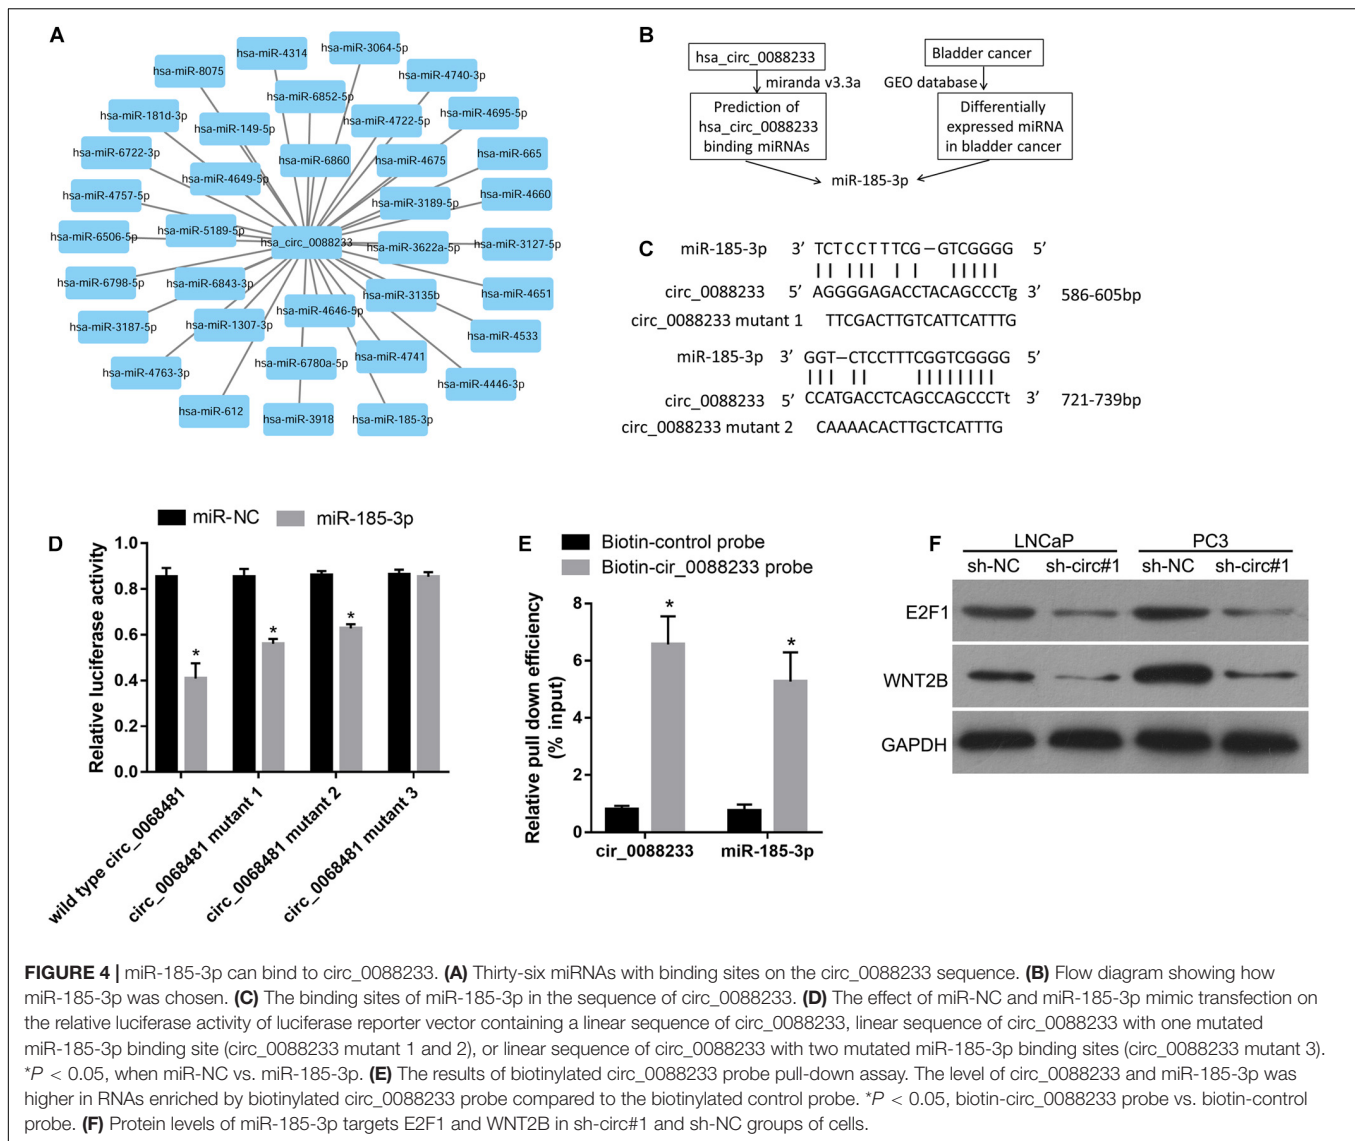 A
hsa-miR-3064-5p
hsa-miR-4314
hsa-miR-8075
hsa-miR-4740-3p
hsa-miR-6852-5p
hsa-miR-181d-3p
hsa-miR-149-5p
hsa-miR-4722-5p
hsa-miR-4695-5p
hsa-miR-6722-3p
hsa-miR-6860
hsa-miR-4675
hsa-miR-665
hsa-miR-4649-5p
hsa-miR-4757-5p
hsa-miR-3189-5p
hsa-miR-4660
hsa-miR-6506-5p
hsa-miR-5189-5p
hsa_circ_0088233
hsa-miR-3622a-5p
hsa-miR-3127-5p
hsa-miR-6798-5p
hsa-miR-6843-3p
hsa-miR-3135b
hsa-miR-4651
hsa-miR-3187-5p
hsa-miR-1307-3p
hsa-miR-4646-5p
hsa-miR-4533
hsa-miR-4763-3p
hsa-miR-6780a-5p
hsa-miR-4741
hsa-miR-4446-3p
hsa-miR-612
hsa-miR-3918
hsa-miR-185-3p
B
hsa_circ_0088233
Bladder cancer
miranda v3.3a
GEO database
Prediction of
hsa_circ_0088233
binding miRNAs
Differentially
expressed miRNA
in bladder cancer
miR-185-3p
C
miR-185-3p 3’ TCTCCTTTCG–GTCGGGG 5’
circ_0088233 5’ AGGGGAGACCTACAGCCCTg 3’ 586-605bp
circ_0088233 mutant 1 TTCGACTTGTCATTCATTTG
miR-185-3p 3’ GGT–CTCCTTTCGGTCGGGG 5’
circ_0088233 5’ CCATGACCTCAGCCAGCCCTt 3’ 721-739bp
circ_0088233 mutant 2 CAAAACACTTGCTCATTTG
D
miR-NC miR-185-3p
Relative luciferase activity
1.0
0.8
0.6
0.4
0.2
0.0
* * *
wild type circ_0068481
circ_0068481 mutant 1
circ_0068481 mutant 2
circ_0068481 mutant 3
E
Biotin-control probe
Biotin-cir_0088233 probe
Relative pull down efficiency
(% input)
8
6
4
2
0
* *
cir_0088233 miR-185-3p
F
LNCaP PC3
sh-NC sh-circ#1 sh-NC sh-circ#1
E2F1
WNT2B
GAPDH
FIGURE 4 | miR-185-3p can bind to circ_0088233. (A) Thirty-six miRNAs with binding sites on the circ_0088233 sequence. (B) Flow diagram showing how
miR-185-3p was chosen. (C) The binding sites of miR-185-3p in the sequence of circ_0088233. (D) The effect of miR-NC and miR-185-3p mimic transfection on
the relative luciferase activity of luciferase reporter vector containing a linear sequence of circ_0088233, linear sequence of circ_0088233 with one mutated
miR-185-3p binding site (circ_0088233 mutant 1 and 2), or linear sequence of circ_0088233 with two mutated miR-185-3p binding sites (circ_0088233 mutant 3).
*P < 0.05, when miR-NC vs. miR-185-3p. (E) The results of biotinylated circ_0088233 probe pull-down assay. The level of circ_0088233 and miR-185-3p was
higher in RNAs enriched by biotinylated circ_0088233 probe compared to the biotinylated control probe. *P < 0.05, biotin-circ_0088233 probe vs. biotin-control
probe. (F) Protein levels of miR-185-3p targets E2F1 and WNT2B in sh-circ#1 and sh-NC groups of cells.